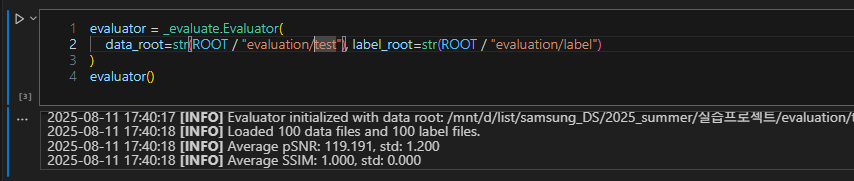 1 evaluator = _evaluate.Evaluator(
2 data_root=str(ROOT / "evaluation/test"), label_root=str(ROOT / "evaluation/label")
3 )
4 evaluator()
[3]
...
2025-08-11 17:40:17 [INFO] Evaluator initialized with data root: /mnt/d/list/samsung_DS/2025_summer/실습프로젝트/evaluation/t
2025-08-11 17:40:18 [INFO] Loaded 100 data files and 100 label files.
2025-08-11 17:40:18 [INFO] Average pSNR: 119.191, std: 1.200
2025-08-11 17:40:18 [INFO] Average SSIM: 1.000, std: 0.000